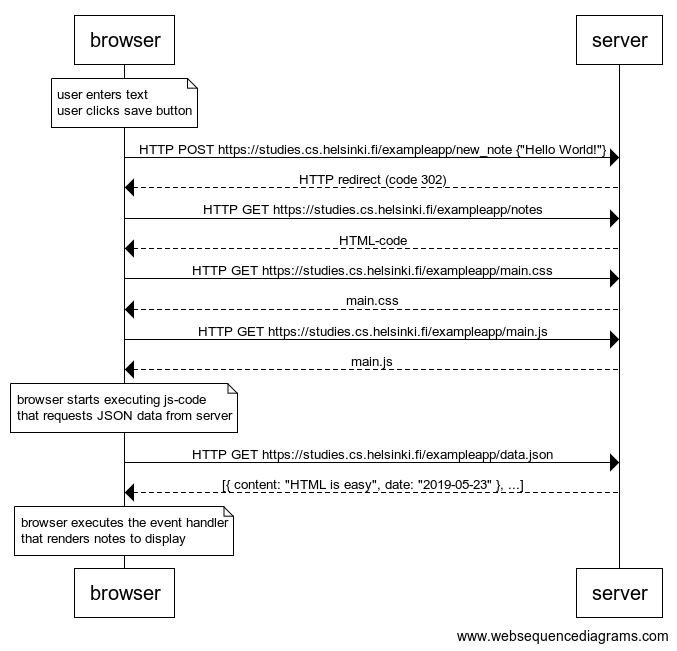 browser
server
user enters text
user clicks save button
HTTP POST https://studies.cs.helsinki.fi/exampleapp/new_note {"Hello World!"}
HTTP redirect (code 302)
HTTP GET https://studies.cs.helsinki.fi/exampleapp/notes
HTML-code
HTTP GET https://studies.cs.helsinki.fi/exampleapp/main.css
main.css
HTTP GET https://studies.cs.helsinki.fi/exampleapp/main.js
main.js
browser starts executing js-code
that requests JSON data from server
HTTP GET https://studies.cs.helsinki.fi/exampleapp/data.json
[{ content: "HTML is easy", date: "2019-05-23" }, ...]
browser executes the event handler
that renders notes to display
browser
server
www.websequencediagrams.com